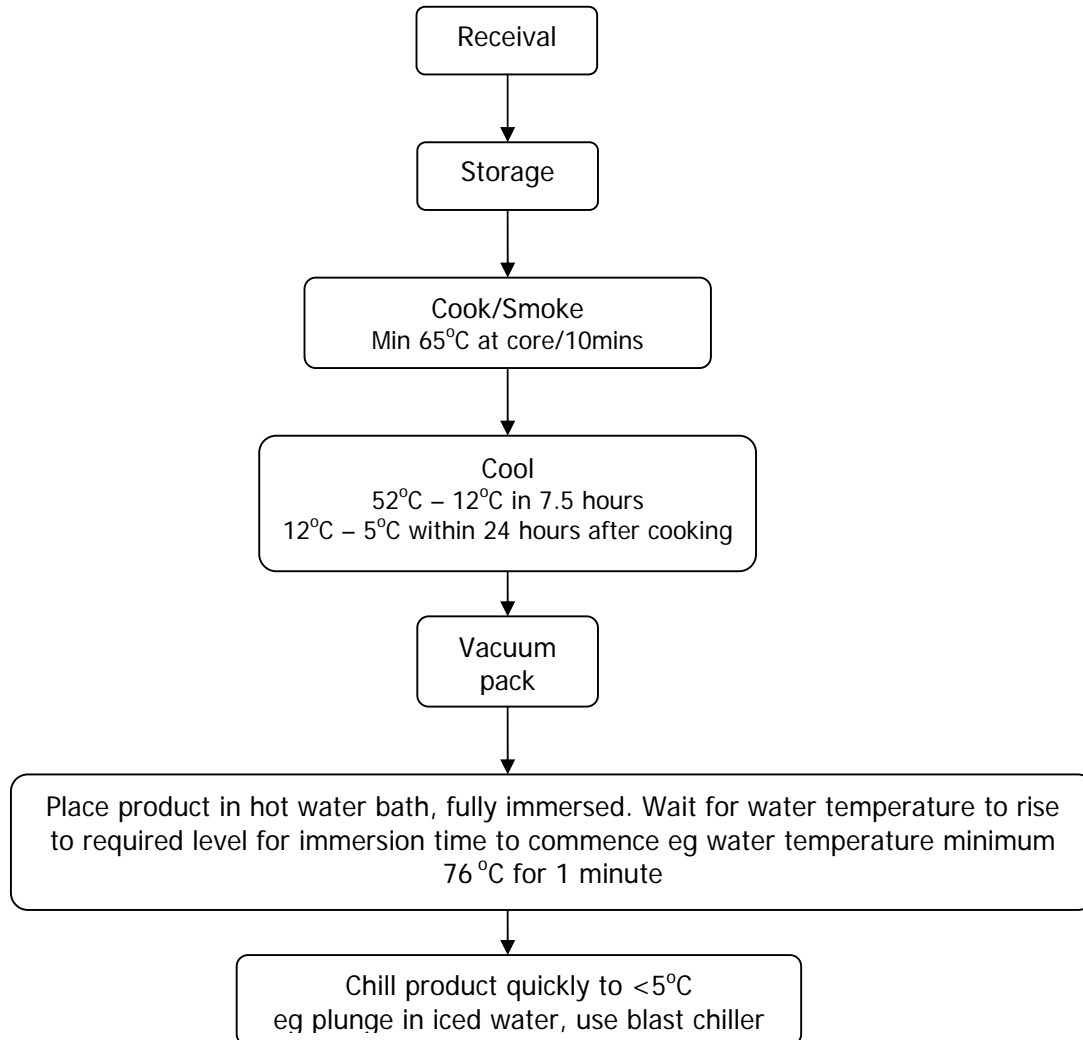 Receival
Storage
Cook/Smoke
Min 65°C at core/10mins
Cool
52°C – 12°C in 7.5 hours
12°C – 5°C within 24 hours after cooking
Vacuum
pack
Place product in hot water bath, fully immersed. Wait for water temperature to rise
to required level for immersion time to commence eg water temperature minimum
76 °C for 1 minute
Chill product quickly to <5°C
eg plunge in iced water, use blast chiller